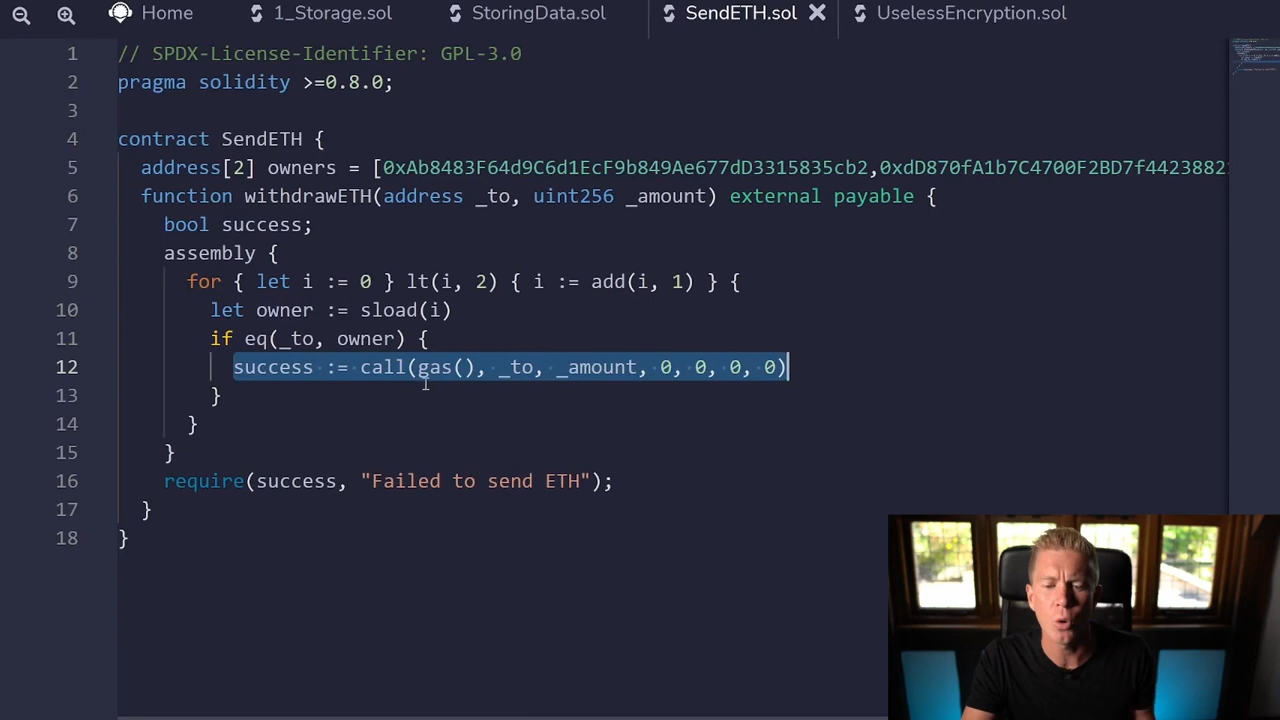 Home 1_Storage.sol StoringData.sol SendETH.sol UselessEncryption.sol
1 // SPDX-License-Identifier: GPL-3.0
2 pragma solidity >=0.8.0;
3
4 contract SendETH {
5 address[2] owners = [0xAb8483F64d9C6d1EcF9b849Ae677dD3315835cb2,0xdD870fA1b7C4700F2BD7f4423882
6 function withdrawETH(address _to, uint256 _amount) external payable {
7 bool success;
8 assembly {
9 for { let i := 0 } lt(i, 2) { i := add(i, 1) } {
10 let owner := sload(i)
11 if eq(_to, owner) {
12 success := call(gas(), _to, _amount, 0, 0, 0, 0)
13 }
14 }
15 }
16 require(success, "Failed to send ETH");
17 }
18 }